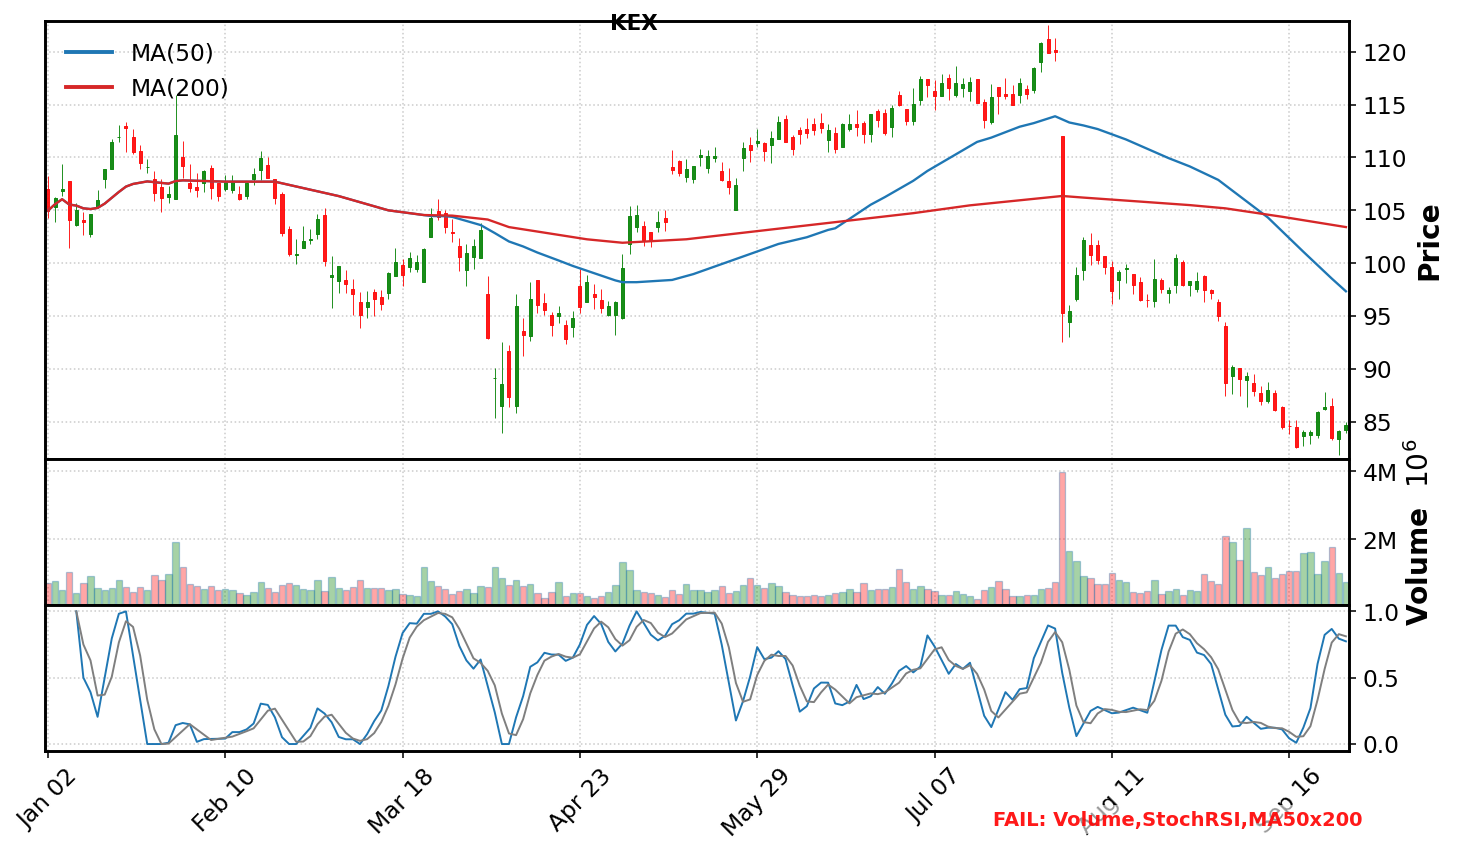 KEX
MA(50)
MA(200)
120
115
110
105
100
95
90
85
Price
4M
2M
Volume 10^6
1.0
0.5
0.0
Jan 02
Feb 10
Mar 18
Apr 23
May 29
Jul 07
Aug 11
Sep 16
FAIL: Volume,StochRSI,MA50x200